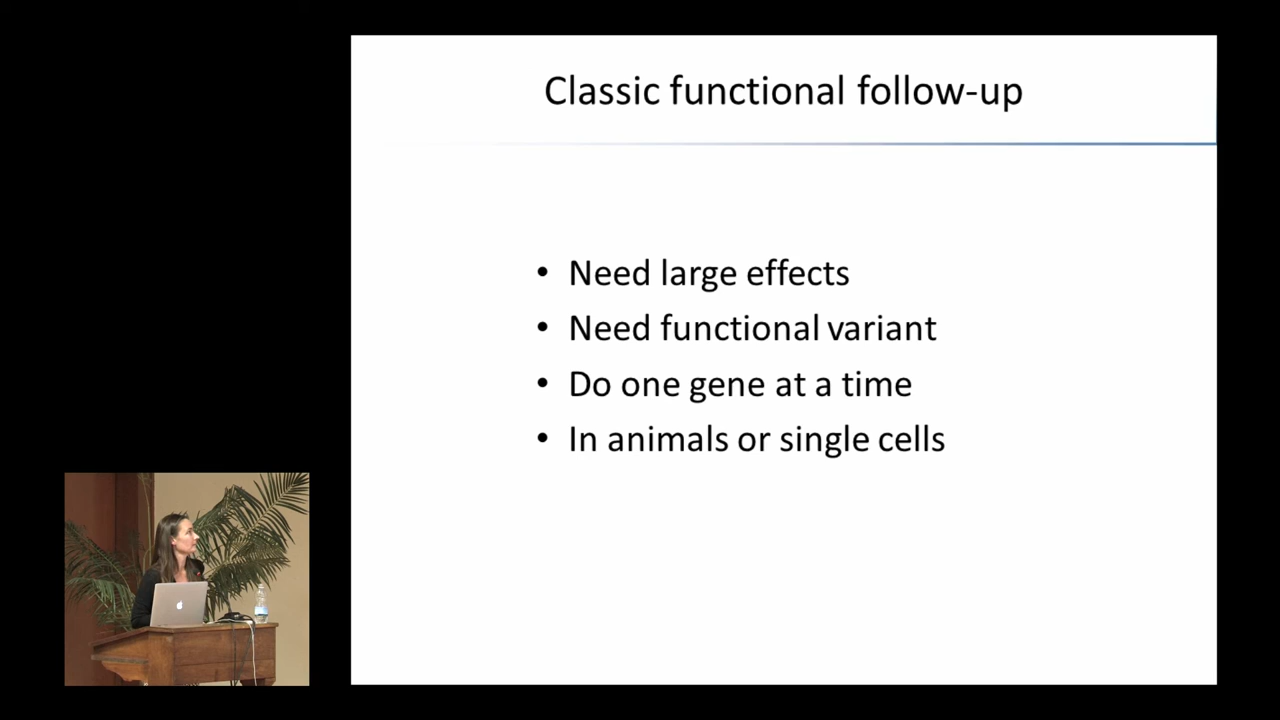 Classic functional follow-up
• Need large effects
• Need functional variant
• Do one gene at a time
• In animals or single cells